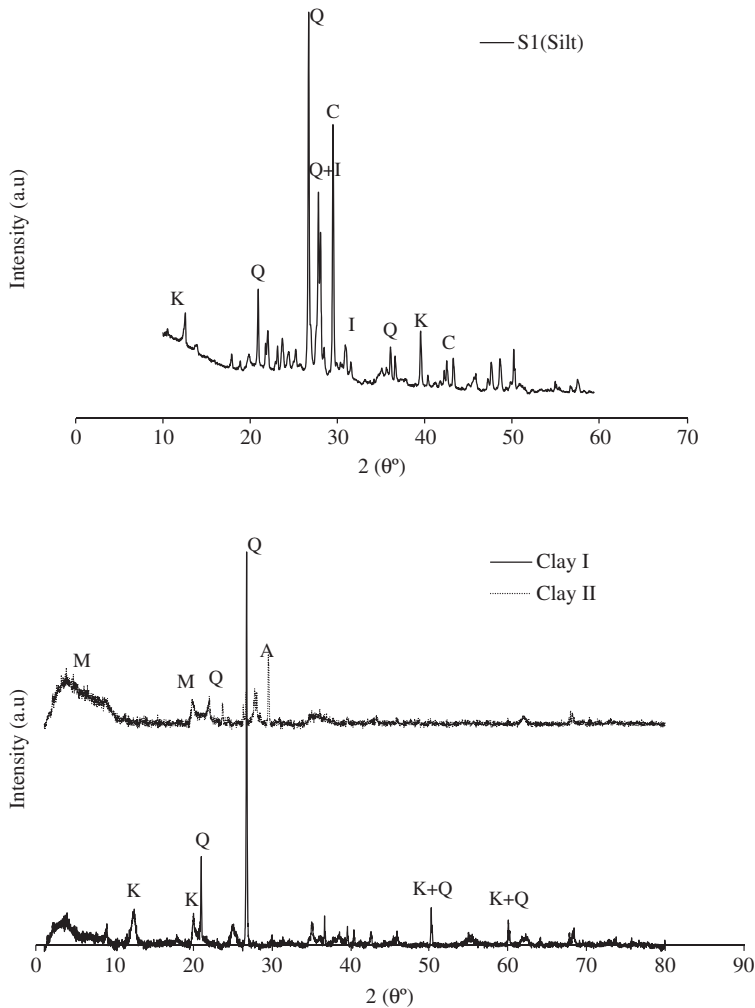 Q
S1(Silt)
C
Q+I
Q
K
I
Q
K
C
Intensity (a.u)
0 10 20 30 40 50 60 70
2 (θº)
Q
Clay I
Clay II
M
M
Q
A
Intensity (a.u)
Q
K
K
K+Q
K+Q
0 10 20 30 40 50 60 70 80 90
2 (θº)